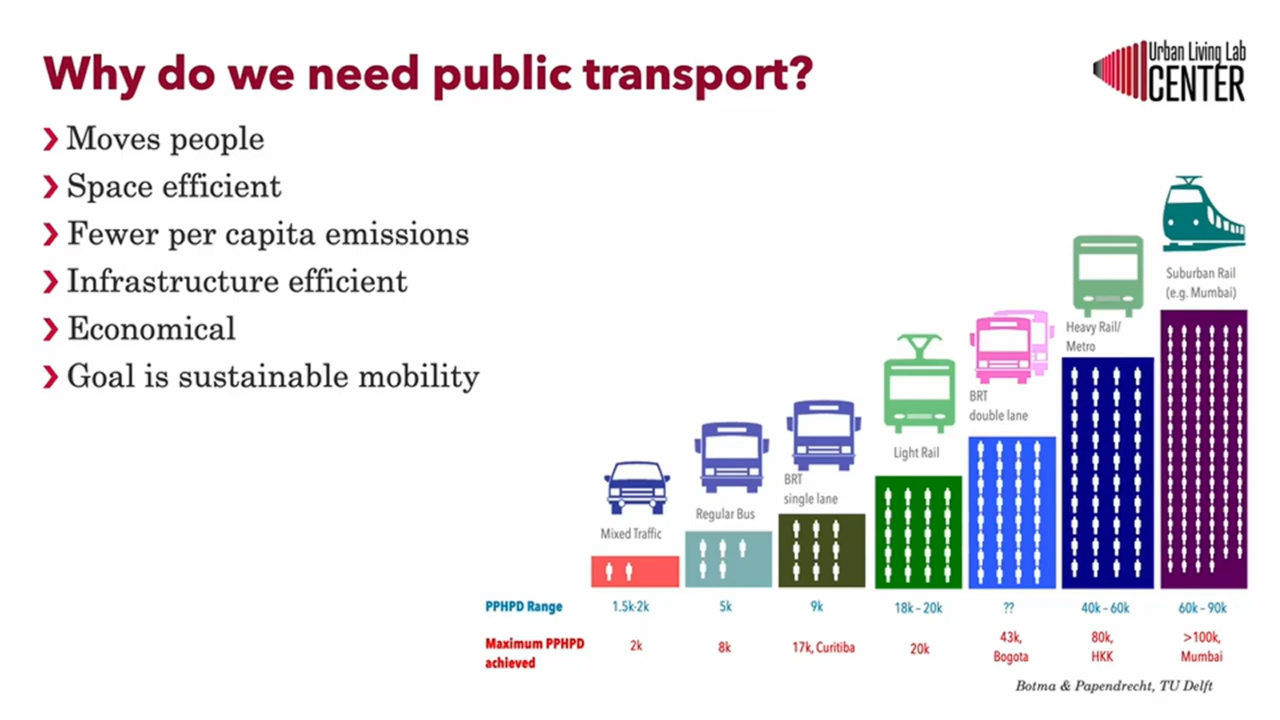 Why do we need public transport?
Urban Living Lab
CENTER
Moves people
Space efficient
Fewer per capita emissions
Infrastructure efficient
Economical
Goal is sustainable mobility
Suburban Rail
(e.g. Mumbai)
Heavy Rail/
Metro
BRT
double lane
Light Rail
BRT
single lane
Regular Bus
Mixed Traffic
PPHPD Range 1.5k-2k 5k 9k 18k – 20k ?? 40k – 60k 60k – 90k
Maximum PPHPD
achieved
2k 8k 17k, Curitiba 20k
43k,
Bogota
80k,
HKK
>100k,
Mumbai
Botma & Papendrecht, TU Delft